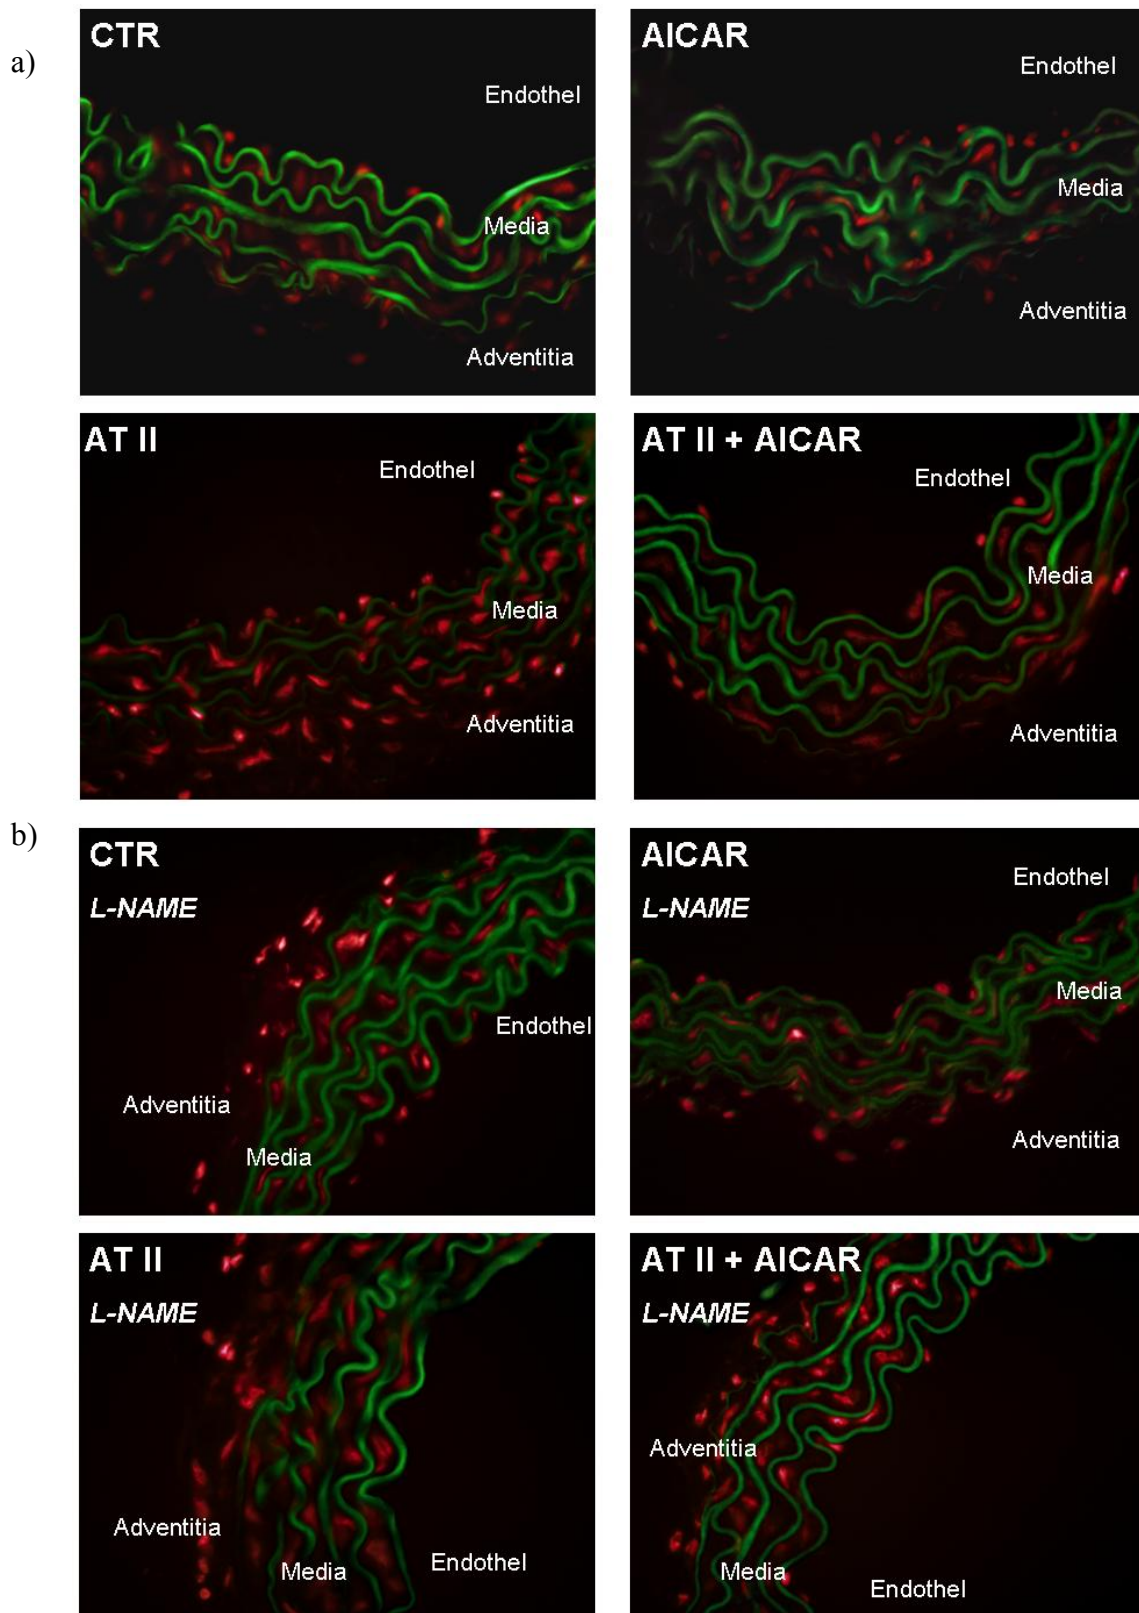 a)
CTR
Endothel
Media
Adventitia
AICAR
Endothel
Media
Adventitia
AT II
Endothel
Media
Adventitia
AT II + AICAR
Endothel
Media
Adventitia
b)
CTR
L-NAME
Endothel
Adventitia
Media
AICAR
L-NAME
Endothel
Media
Adventitia
AT II
L-NAME
Adventitia
Media
Endothel
AT II + AICAR
L-NAME
Adventitia
Media
Endothel